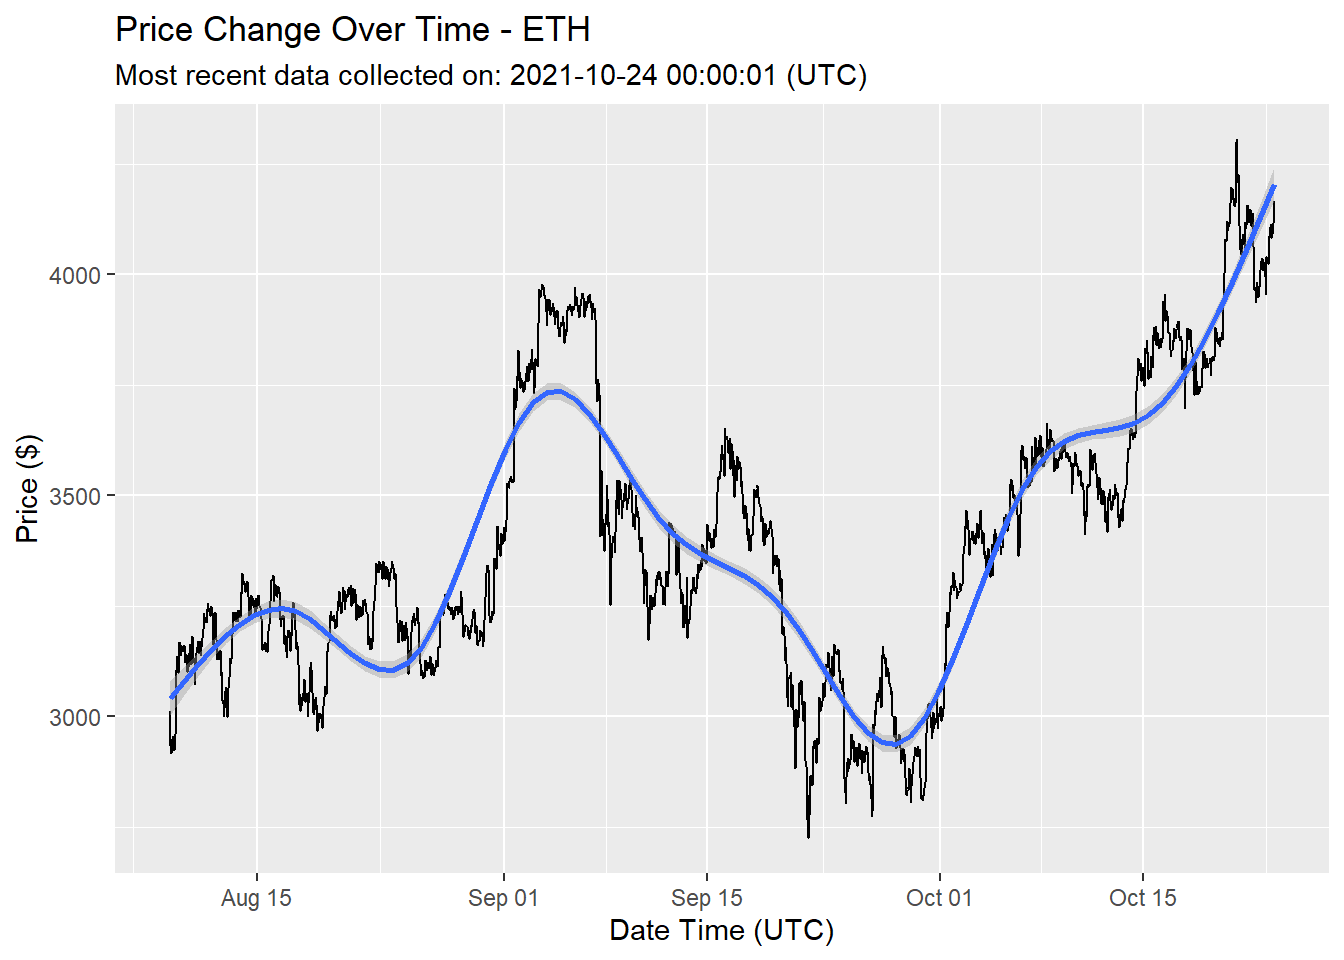 Price Change Over Time - ETH
Most recent data collected on: 2021-10-24 00:00:01 (UTC)
Price ($)
4000
3500
3000
Aug 15
Sep 01
Sep 15
Oct 01
Oct 15
Date Time (UTC)